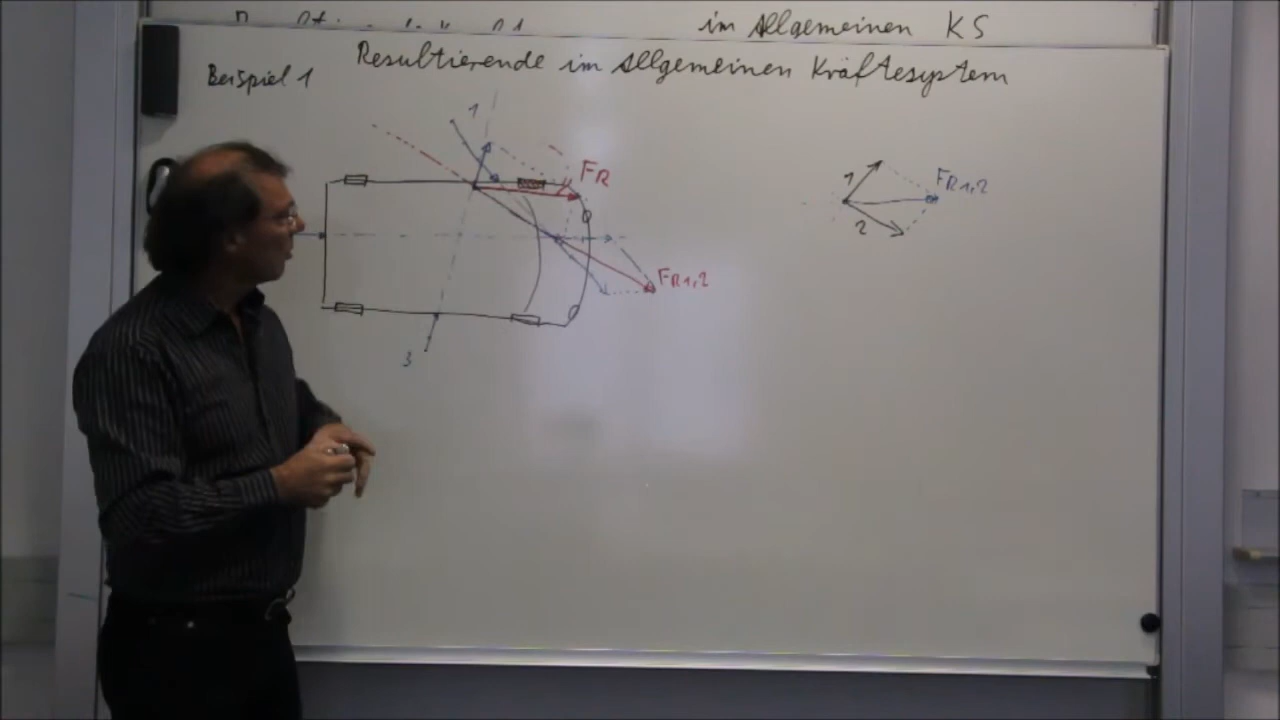 im Allgemeinen KS
Resultierende im Allgemeinen Kräftesystem
Beispiel 1
1
FR
FR1,2
3
1
2
FR1,2